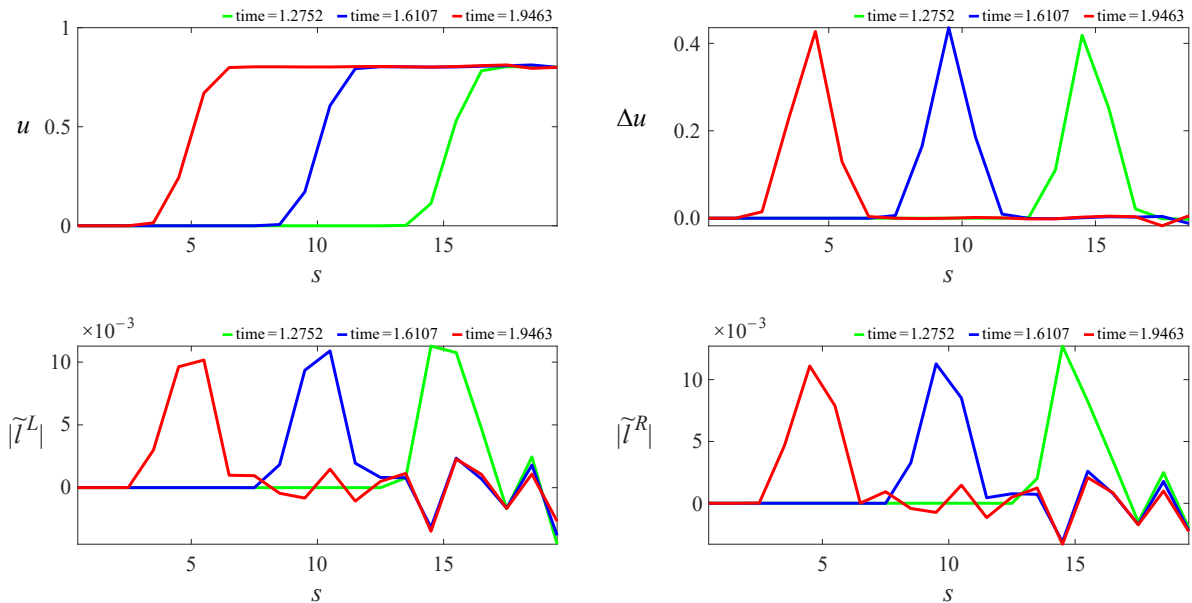 time=1.2752 time=1.6107 time=1.9463
1
0.5
0
u
5 10 15
s
time=1.2752 time=1.6107 time=1.9463
0.4
0.2
0.0
Δu
5 10 15
s
×10⁻³ time=1.2752 time=1.6107 time=1.9463
10
5
0
|l̃ᴸ|
5 10 15
s
×10⁻³ time=1.2752 time=1.6107 time=1.9463
10
5
0
|l̃ᴿ|
5 10 15
s